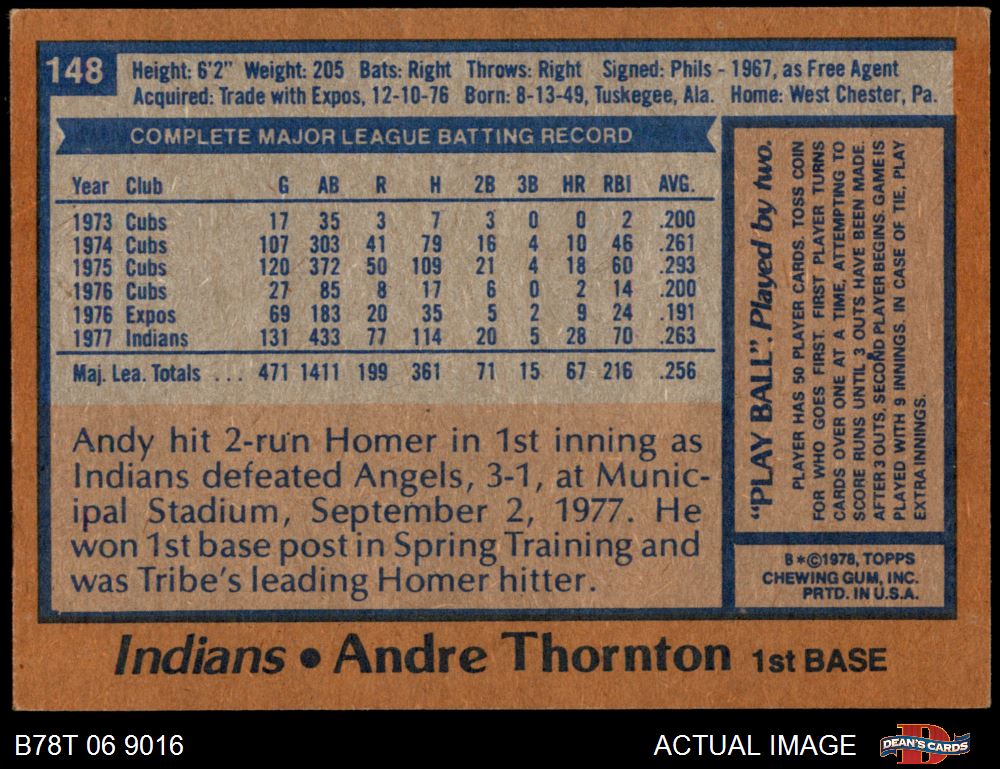 148
Height: 6'2" Weight: 205 Bats: Right Throws: Right Signed: Phils - 1967, as Free Agent
Acquired: Trade with Expos, 12-10-76 Born: 8-13-49, Tuskegee, Ala. Home: West Chester, Pa.
COMPLETE MAJOR LEAGUE BATTING RECORD
Year Club G AB R H 2B 3B HR RBI AVG.
1973 Cubs 17 35 3 7 3 0 0 2 .200
1974 Cubs 107 303 41 79 16 4 10 46 .261
1975 Cubs 120 372 50 109 21 4 18 60 .293
1976 Cubs 27 85 8 17 6 0 2 14 .200
1976 Expos 69 183 20 35 5 2 9 24 .191
1977 Indians 131 433 77 114 20 5 28 70 .263
Maj. Lea. Totals ... 471 1411 199 361 71 15 67 216 .256
Andy hit 2-run Homer in 1st inning as
Indians defeated Angels, 3-1, at Munic-
ipal Stadium, September 2, 1977. He
won 1st base post in Spring Training and
was Tribe's leading Homer hitter.
"PLAY BALL". Played by two.
PLAYER HAS 50 PLAYER CARDS. TOSS COIN
FOR WHO GOES FIRST. FIRST PLAYER TURNS
CARDS OVER ONE AT A TIME, ATTEMPTING TO
SCORE RUNS UNTIL 3 OUTS HAVE BEEN MADE.
AFTER 3 OUTS, SECOND PLAYER BEGINS. GAME IS
PLAYED WITH 9 INNINGS. IN CASE OF TIE, PLAY
EXTRA INNINGS.
B*©1978, TOPPS
CHEWING GUM, INC.
PRTD. IN U.S.A.
Indians • Andre Thornton 1st BASE
B78T 06 9016
ACTUAL IMAGE
D
DEAN'S CARDS